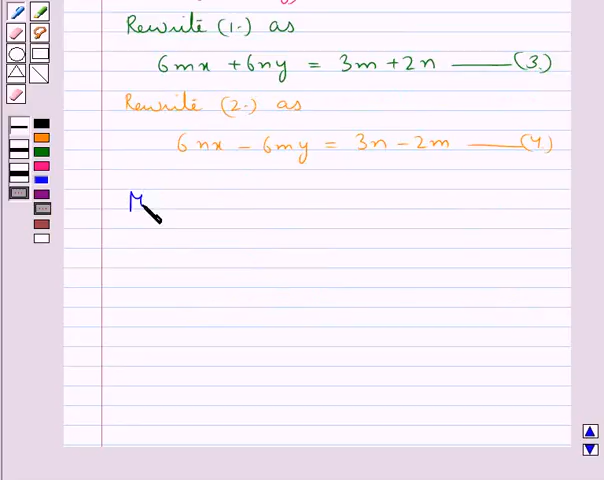 Rewrite (1.) as
6mx + 6ny = 3m + 2n —— (3.)
Rewrite (2.) as
6nx - 6my = 3n - 2m —— (4.)
M